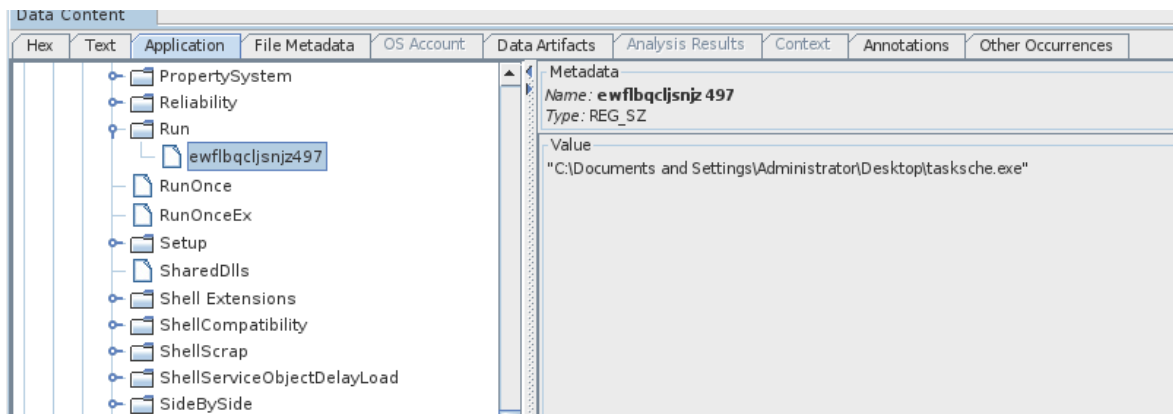 Data Content
Hex Text Application File Metadata OS Account Data Artifacts Analysis Results Context Annotations Other Occurrences
PropertySystem
Reliability
Run
ewflbqcljsnjz497
RunOnce
RunOnceEx
Setup
SharedDlls
Shell Extensions
ShellCompatibility
ShellScrap
ShellServiceObjectDelayLoad
SideBySide
Metadata
Name: ewflbqcljsnjz497
Type: REG_SZ
Value
"C:\Documents and Settings\Administrator\Desktop\tasksche.exe"